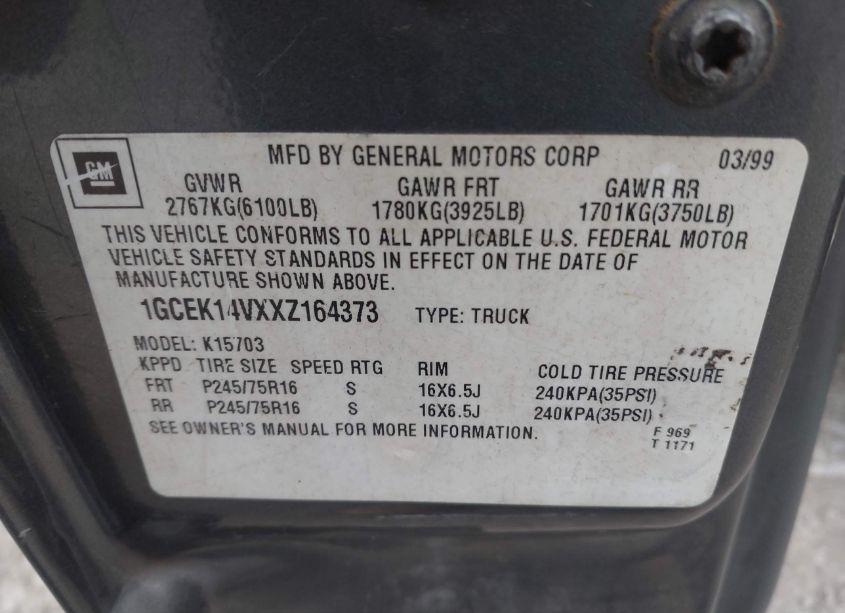 GM
MFD BY GENERAL MOTORS CORP 03/99
GVWR GAWR FRT GAWR RR
2767KG(6100LB) 1780KG(3925LB) 1701KG(3750LB)
THIS VEHICLE CONFORMS TO ALL APPLICABLE U.S. FEDERAL MOTOR
VEHICLE SAFETY STANDARDS IN EFFECT ON THE DATE OF
MANUFACTURE SHOWN ABOVE.
1GCEK14VXXZ164373 TYPE: TRUCK
MODEL: K15703
KPPD TIRE SIZE SPEED RTG RIM COLD TIRE PRESSURE
FRT P245/75R16 S 16X6.5J 240KPA(35PSI)
RR P245/75R16 S 16X6.5J 240KPA(35PSI)
SEE OWNER'S MANUAL FOR MORE INFORMATION.
F 969
T 1171